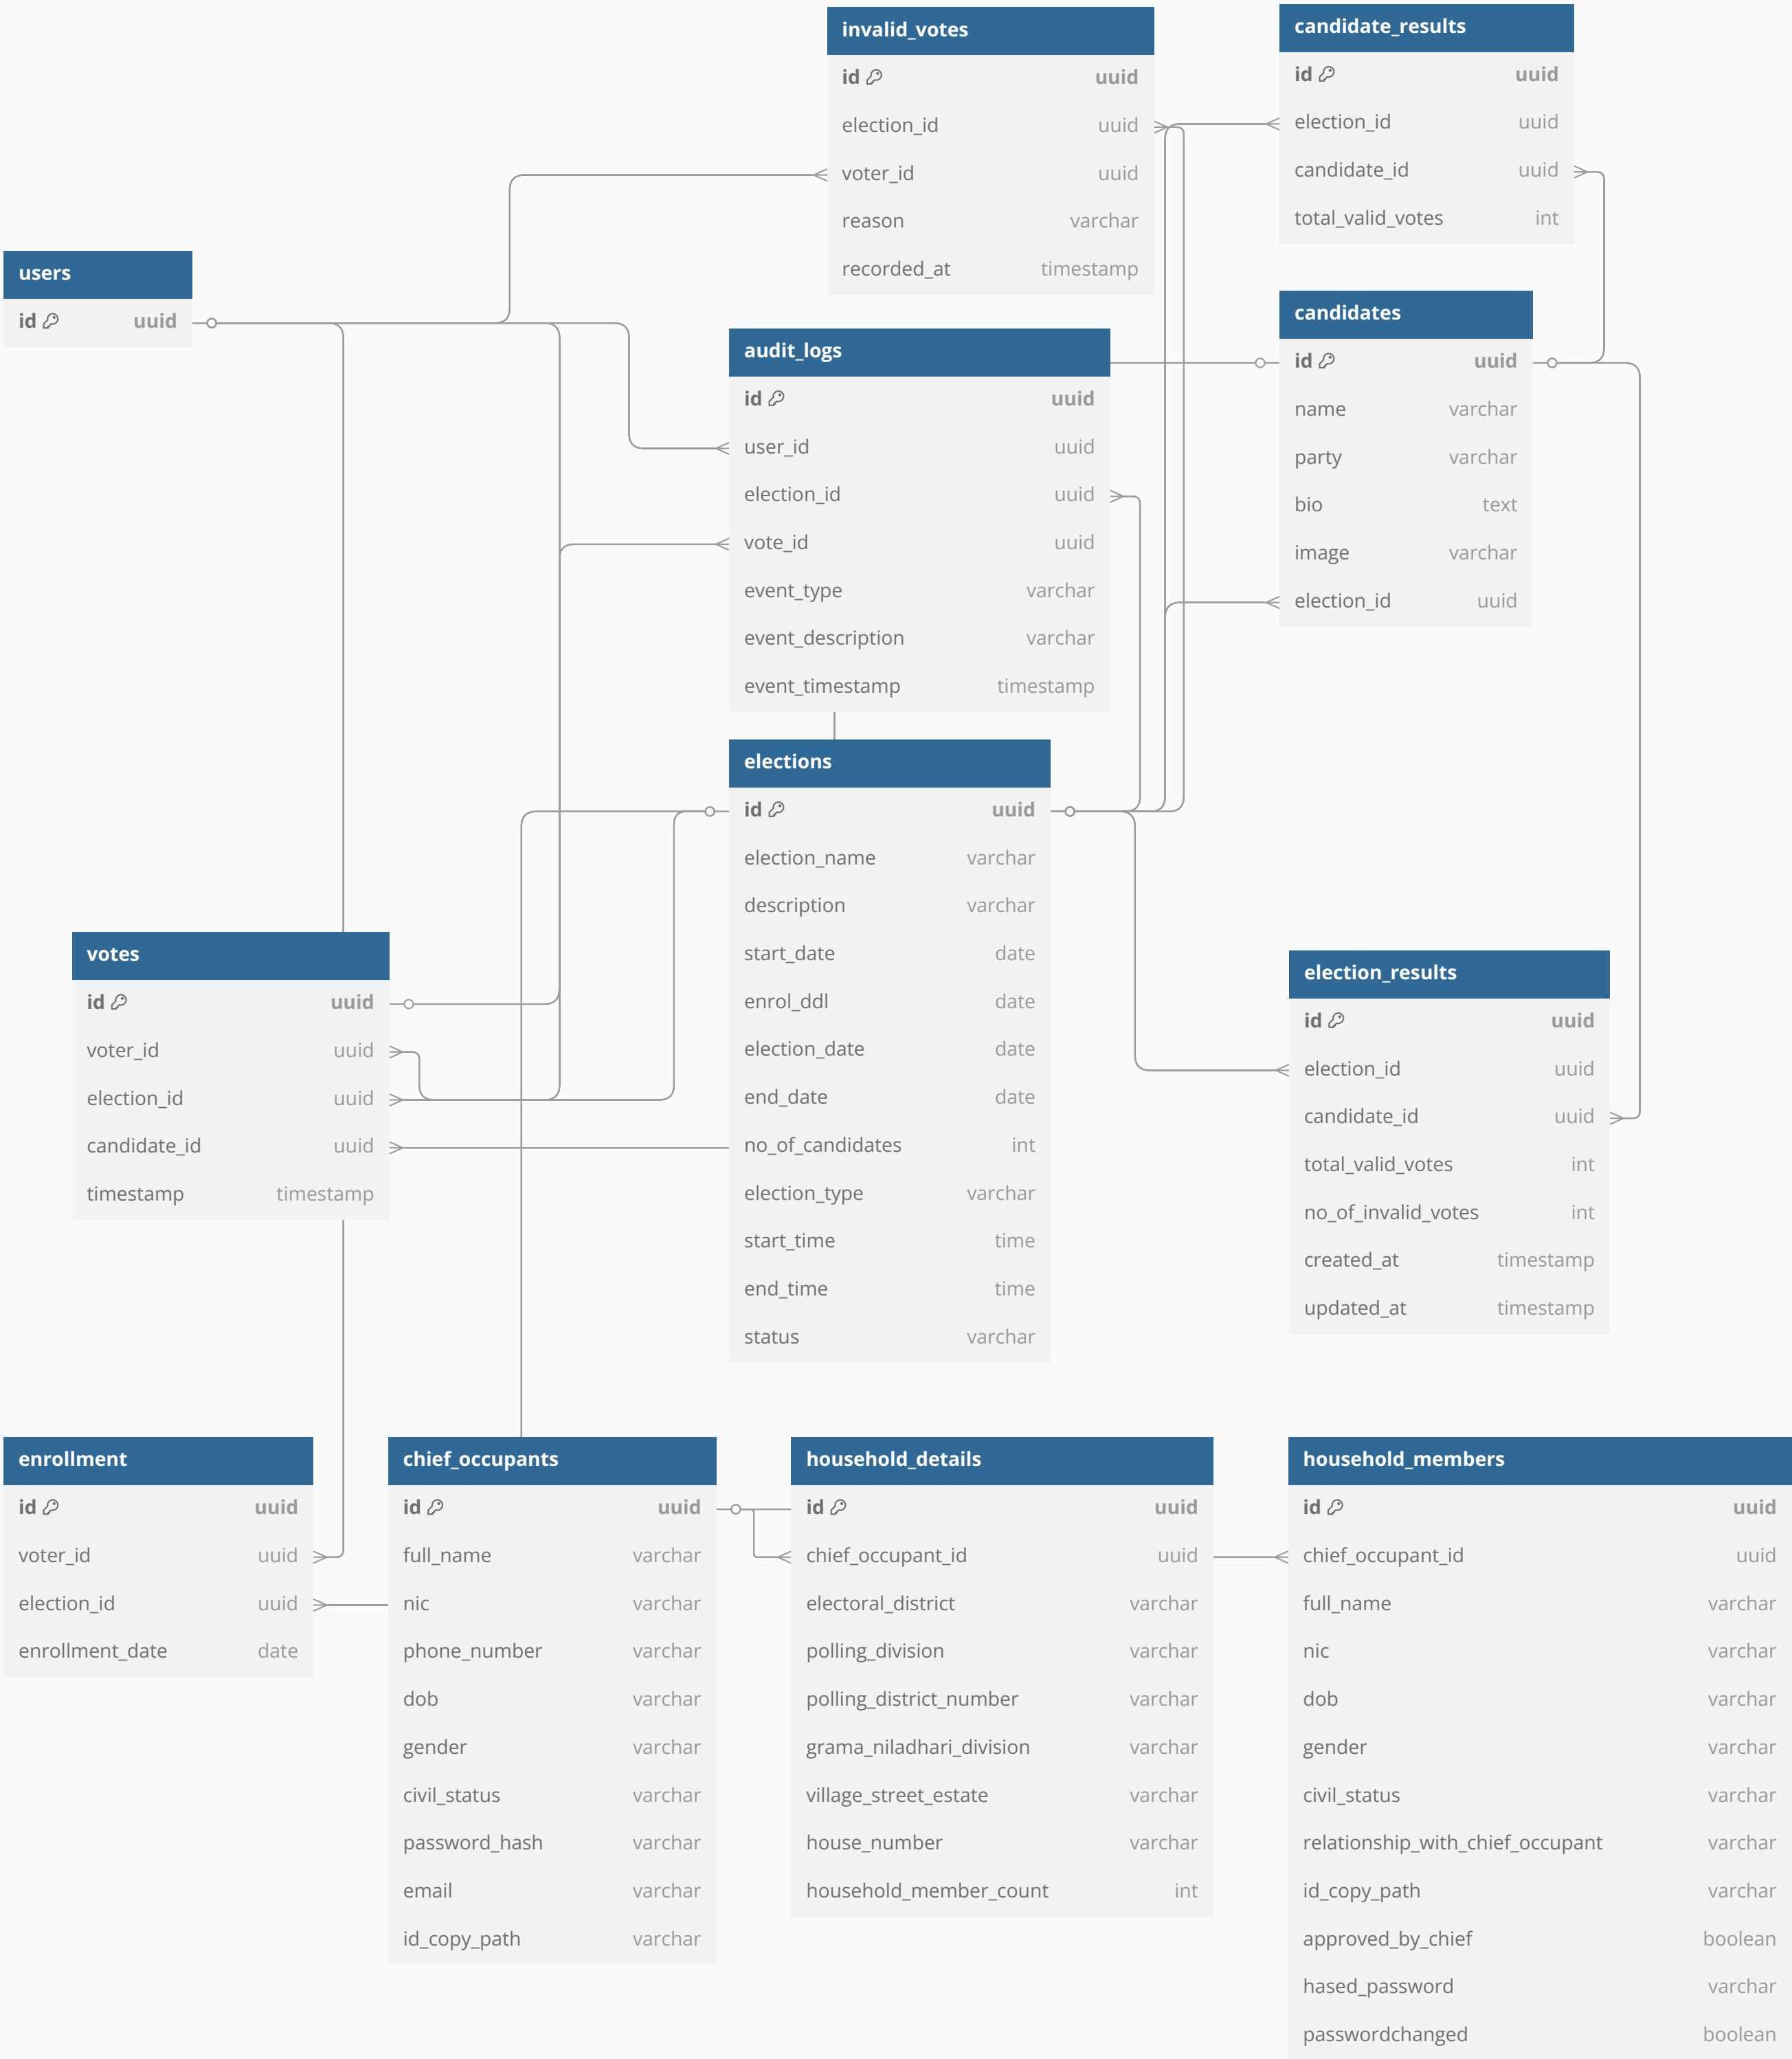 invalid_votes
id uuid
election_id uuid
voter_id uuid
reason varchar
recorded_at timestamp
candidate_results
id uuid
election_id uuid
candidate_id uuid
total_valid_votes int
users
id uuid
candidates
id uuid
name varchar
party varchar
bio text
image varchar
election_id uuid
audit_logs
id uuid
user_id uuid
election_id uuid
vote_id uuid
event_type varchar
event_description varchar
event_timestamp timestamp
elections
id uuid
election_name varchar
description varchar
start_date date
enrol_ddl date
election_date date
end_date date
no_of_candidates int
election_type varchar
start_time time
end_time time
status varchar
votes
id uuid
voter_id uuid
election_id uuid
candidate_id uuid
timestamp timestamp
election_results
id uuid
election_id uuid
candidate_id uuid
total_valid_votes int
no_of_invalid_votes int
created_at timestamp
updated_at timestamp
enrollment
id uuid
voter_id uuid
election_id uuid
enrollment_date date
chief_occupants
id uuid
full_name varchar
nic varchar
phone_number varchar
dob varchar
gender varchar
civil_status varchar
password_hash varchar
email varchar
id_copy_path varchar
household_details
id uuid
chief_occupant_id uuid
electoral_district varchar
polling_division varchar
polling_district_number varchar
grama_niladhari_division varchar
village_street_estate varchar
house_number varchar
household_member_count int
household_members
id uuid
chief_occupant_id uuid
full_name varchar
nic varchar
dob varchar
gender varchar
civil_status varchar
relationship_with_chief_occupant varchar
id_copy_path varchar
approved_by_chief boolean
hased_password varchar
passwordchanged boolean